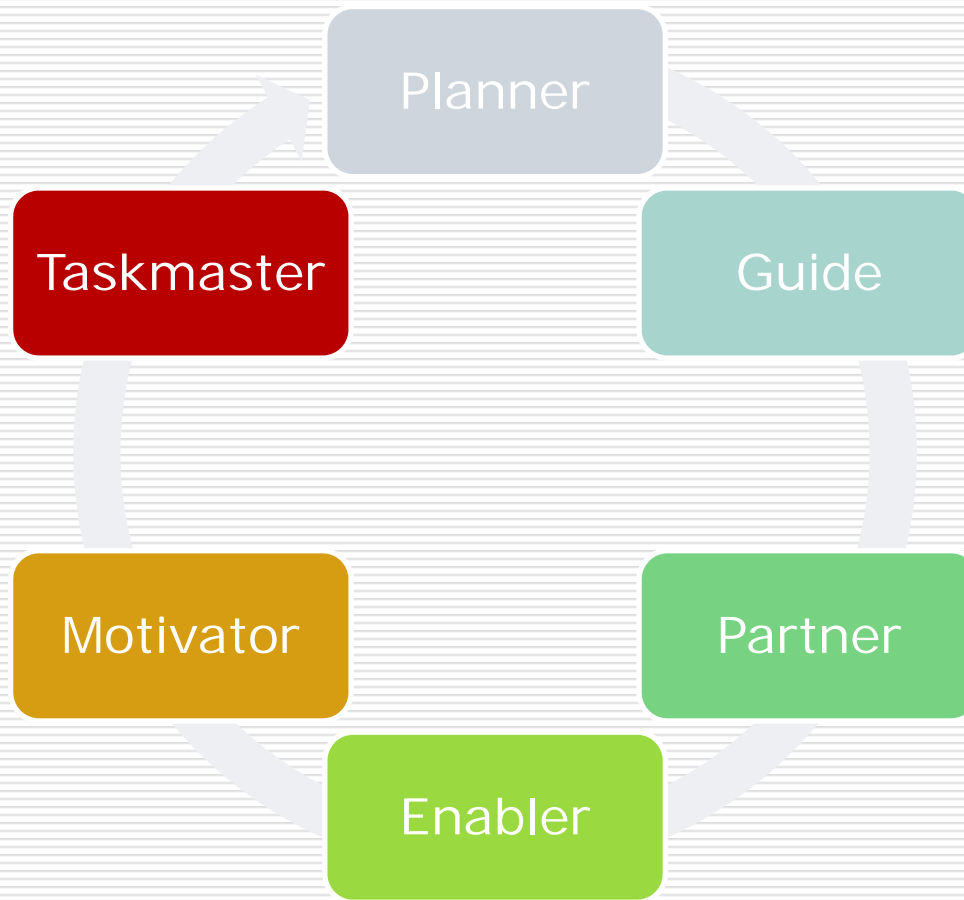 Planner
Guide
Partner
Enabler
Motivator
Taskmaster